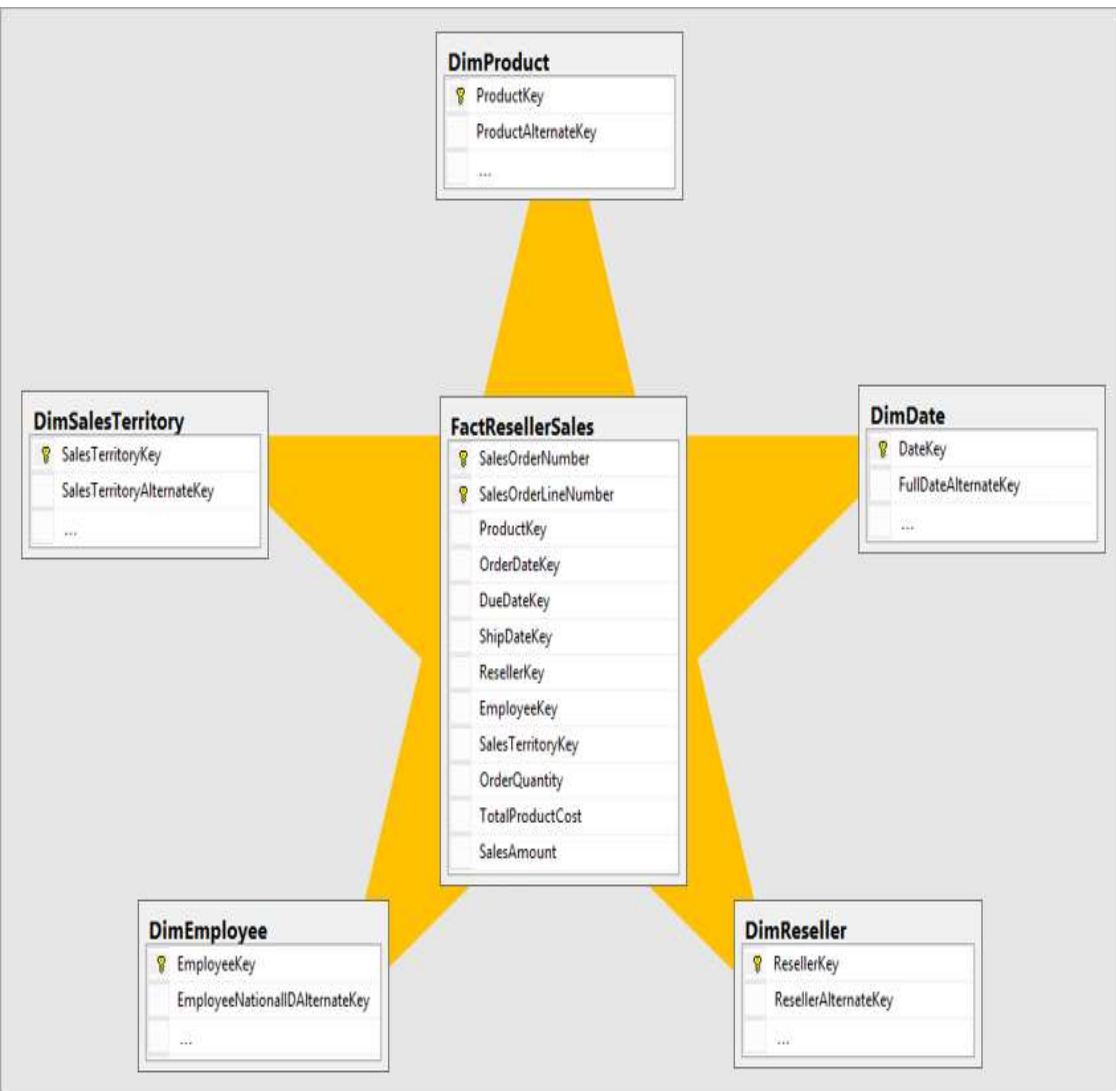 DimProduct
ProductKey
ProductAlternateKey
...
DimSalesTerritory
SalesTerritoryKey
SalesTerritoryAlternateKey
...
FactResellerSales
SalesOrderNumber
SalesOrderLineNumber
ProductKey
OrderDateKey
DueDateKey
ShipDateKey
ResellerKey
EmployeeKey
SalesTerritoryKey
OrderQuantity
TotalProductCost
SalesAmount
DimDate
DateKey
FullDateAlternateKey
...
DimEmployee
EmployeeKey
EmployeeNationalIDAlternateKey
...
DimReseller
ResellerKey
ResellerAlternateKey
...